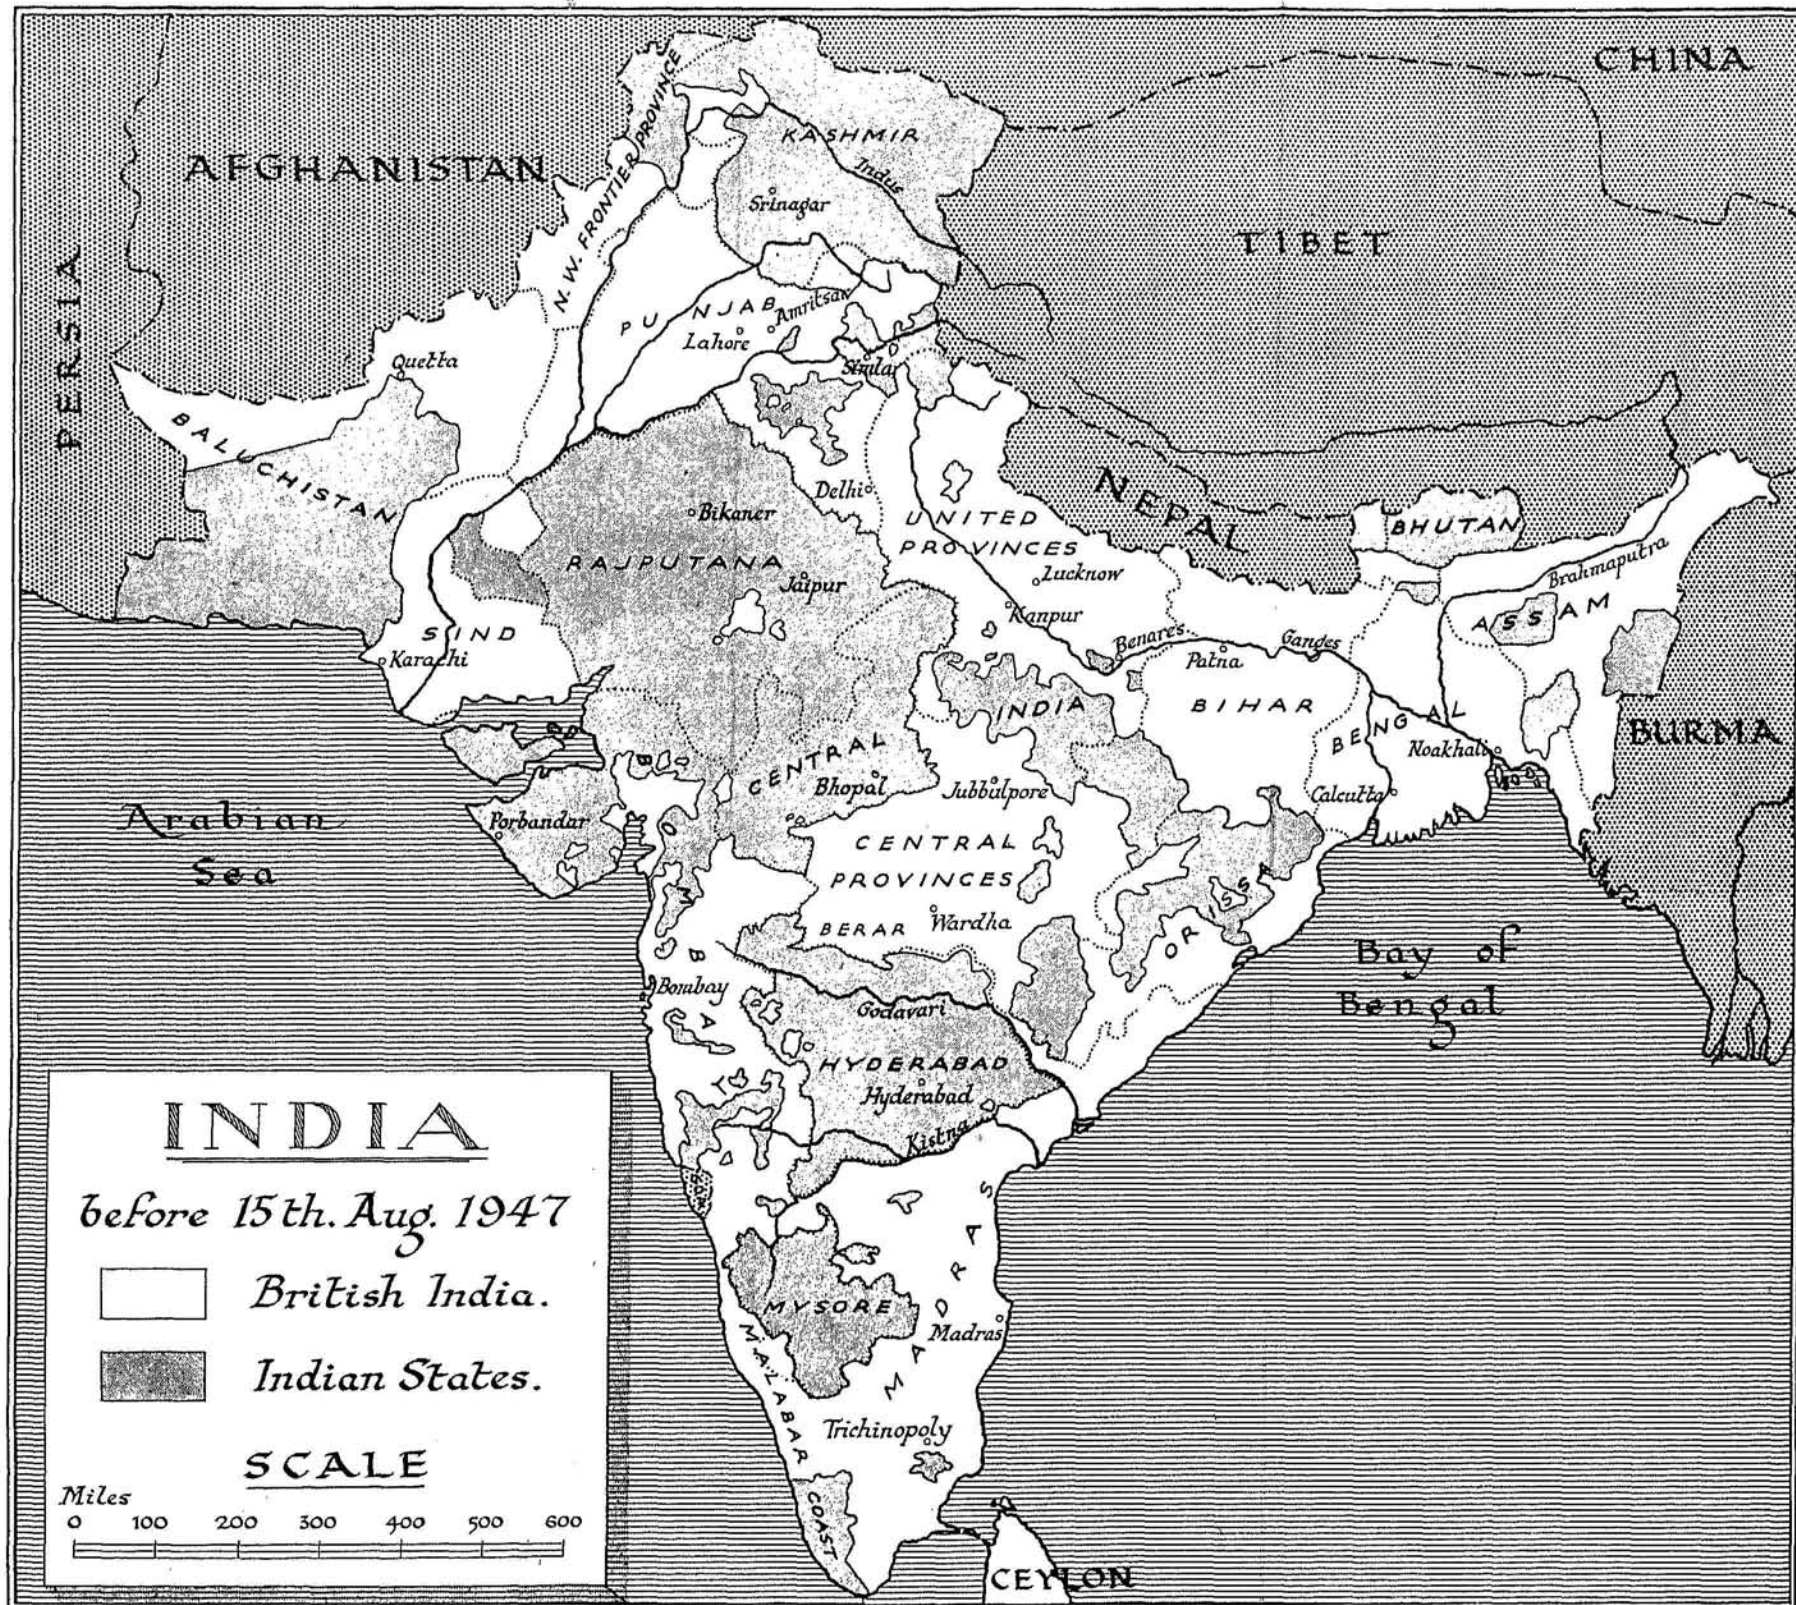 CHINA
AFGHANISTAN
N.W. FRONTIER PROVINCE
KASHMIR
Indus
Srinagar
TIBET
PERSIA
PUNJAB
Amritsar
Lahore
Simla
Quetta
BALUCHISTAN
Delhi
NEPAL
Bikaner
UNITED
PROVINCES
BHUTAN
RAJPUTANA
Jaipur
Lucknow
Brahmaputra
Kanpur
ASSAM
SIND
Karachi
Benares
Patna
Ganges
INDIA
BIHAR
BENGAL
Noakhali
BURMA
CENTRAL
Bhopal
Jubbulpore
Calcutta
Arabian
Sea
Porbandar
BOMBAY
CENTRAL
PROVINCES
BERAR
Wardha
ORISSA
Bay of
Bengal
Bombay
Godavari
HYDERABAD
Hyderabad
Kistna
GOA
MADRAS
MYSORE
Madras
MALABAR
COAST
Trichinopoly
CEYLON
INDIA
before 15th. Aug. 1947
British India.
Indian States.
SCALE
Miles
0 100 200 300 400 500 600